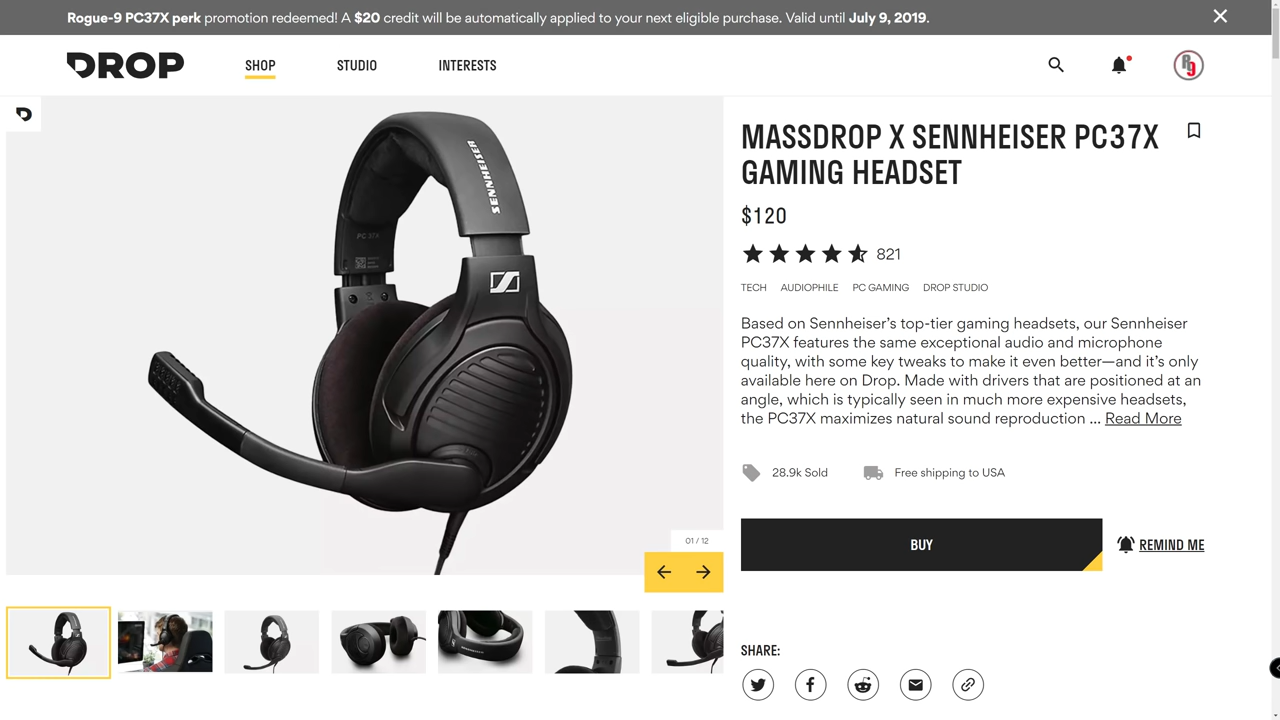 Rogue-9 PC37X perk promotion redeemed! A $20 credit will be automatically applied to your next eligible purchase. Valid until July 9, 2019.
DROP
SHOP
STUDIO
INTERESTS
R9
SENNHEISER
PC 37X
MASSDROP X SENNHEISER PC37X
GAMING HEADSET
$120
821
TECH AUDIOPHILE PC GAMING DROP STUDIO
Based on Sennheiser’s top-tier gaming headsets, our Sennheiser
PC37X features the same exceptional audio and microphone
quality, with some key tweaks to make it even better—and it’s only
available here on Drop. Made with drivers that are positioned at an
angle, which is typically seen in much more expensive headsets,
the PC37X maximizes natural sound reproduction ... Read More
28.9k Sold
Free shipping to USA
01 / 12
BUY
REMIND ME
SHARE: